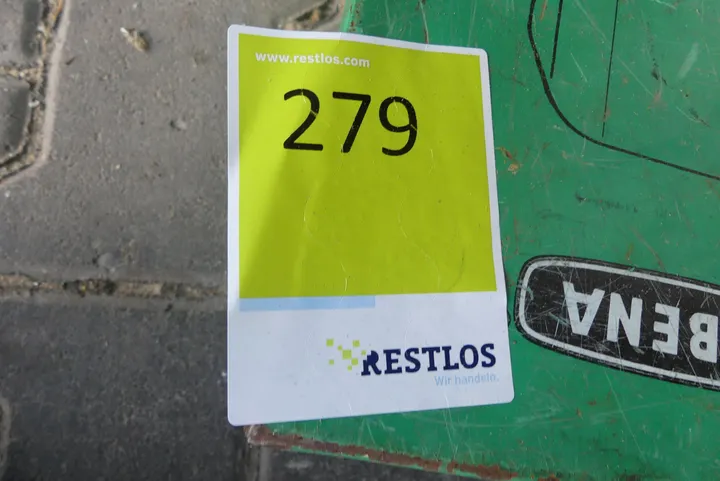 www.restlos.com
279
RESTLOS
Wir handeln.
BENA